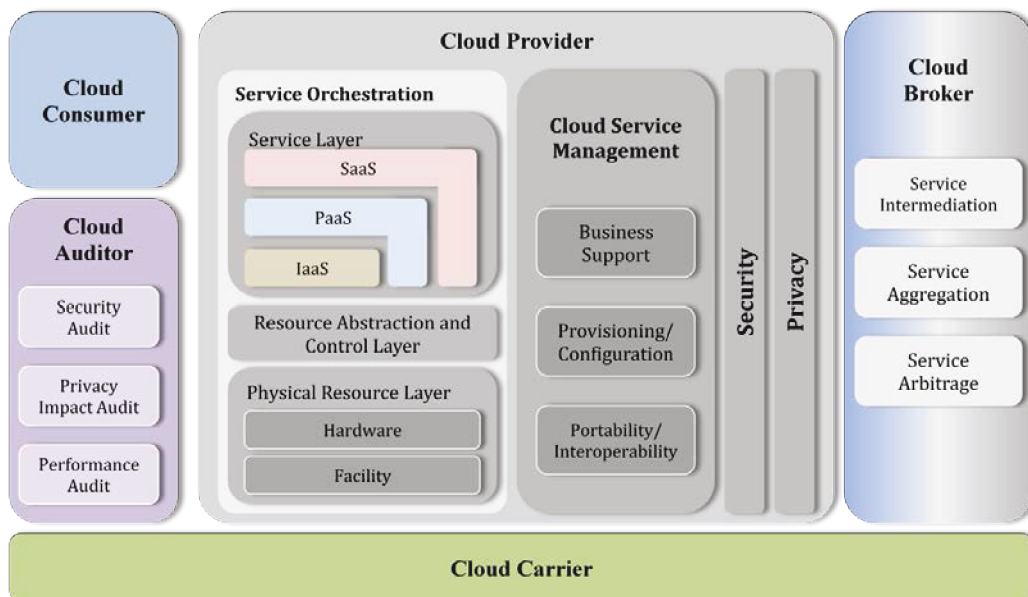 Cloud
Consumer
Cloud
Auditor
Security
Audit
Privacy
Impact Audit
Performance
Audit
Cloud Provider
Service Orchestration
Service Layer
SaaS
PaaS
IaaS
Resource Abstraction and
Control Layer
Physical Resource Layer
Hardware
Facility
Cloud Service
Management
Business
Support
Provisioning/
Configuration
Portability/
Interoperability
Security
Privacy
Cloud
Broker
Service
Intermediation
Service
Aggregation
Service
Arbitrage
Cloud Carrier